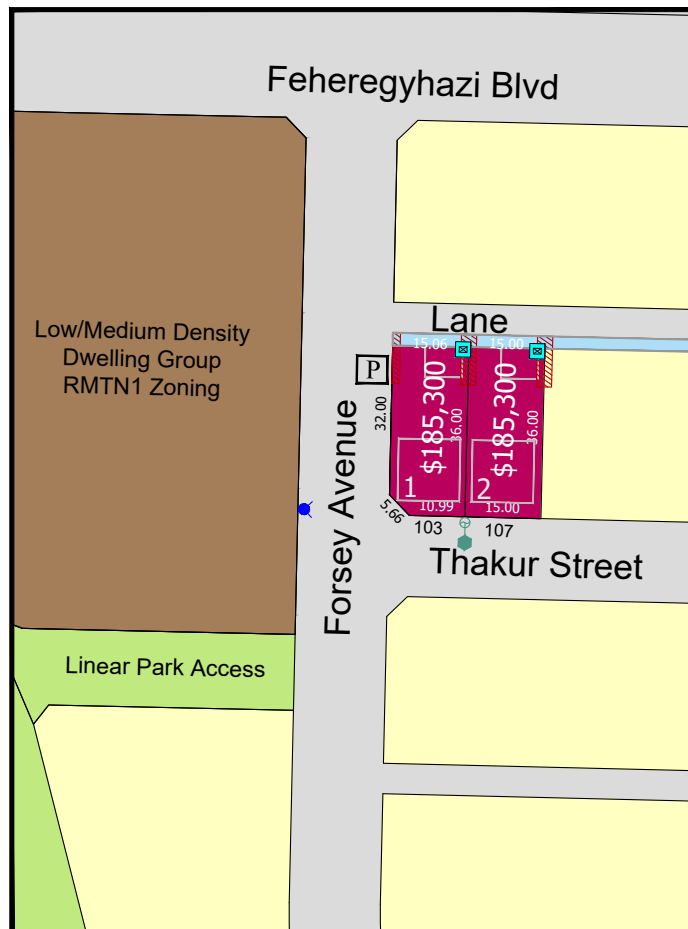 Feheregyhazi Blvd
Low/Medium Density
Dwelling Group
RMTN1 Zoning
Lane
15.06
15.00
P
32.00
$185,300
36.00
$185,300
36.00
Forsey Avenue
1
2
10.99
15.00
5.66
103
107
Thakur Street
Linear Park Access